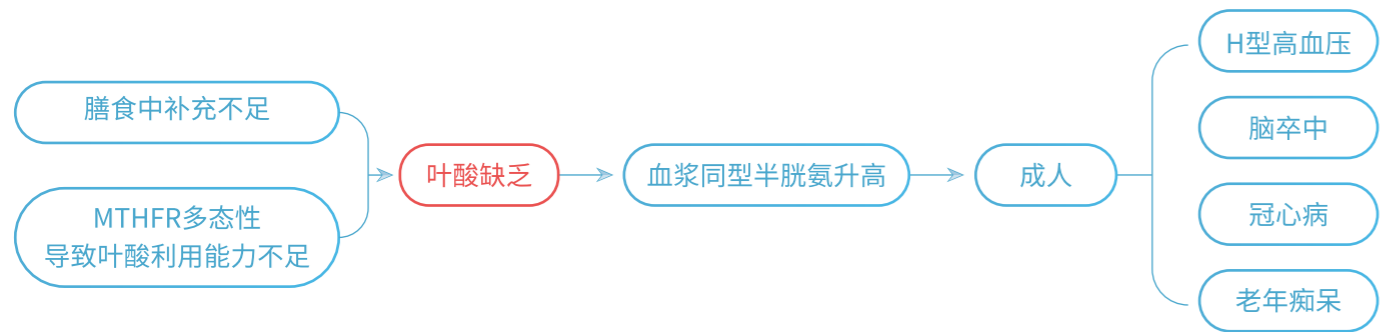 膳食中补充不足
MTHFR多态性
导致叶酸利用能力不足
叶酸缺乏
血浆同型半胱氨升高
成人
H型高血压
脑卒中
冠心病
老年痴呆